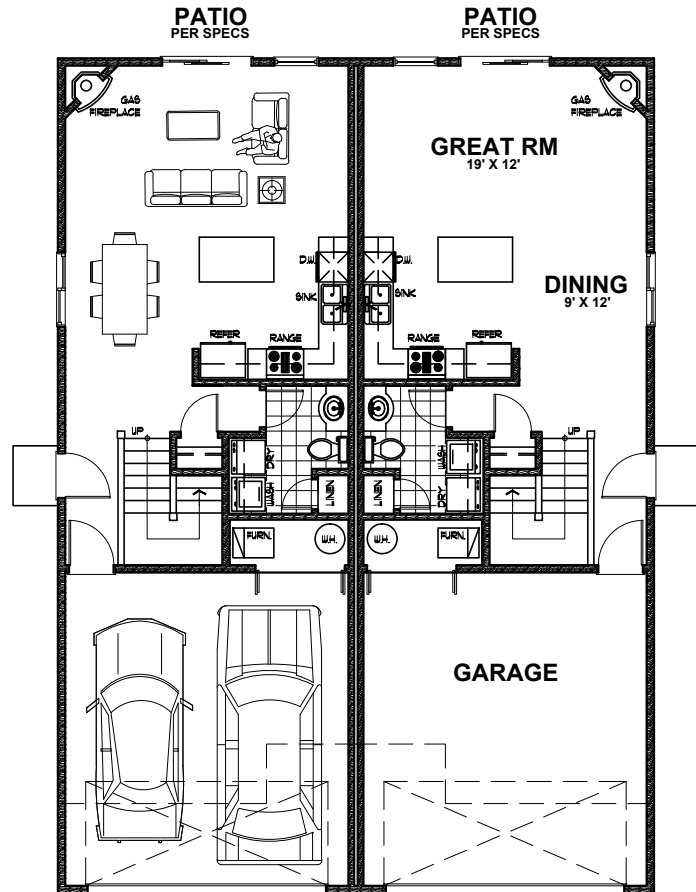 PATIO
PER SPECS
PATIO
PER SPECS
GAS
FIREPLACE
GAS
FIREPLACE
GREAT RM
19' X 12'
D.W.
D.W.
SINK
SINK
DINING
9' X 12'
REFER
RANGE
RANGE
REFER
UP
UP
DRY
WASH
WASH
DRY
LINEN
LINEN
FURN.
W.H.
W.H.
FURN.
GARAGE